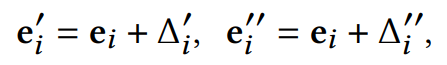 𝐞′ᵢ = 𝐞ᵢ + Δ′ᵢ, 𝐞″ᵢ = 𝐞ᵢ + Δ″ᵢ,